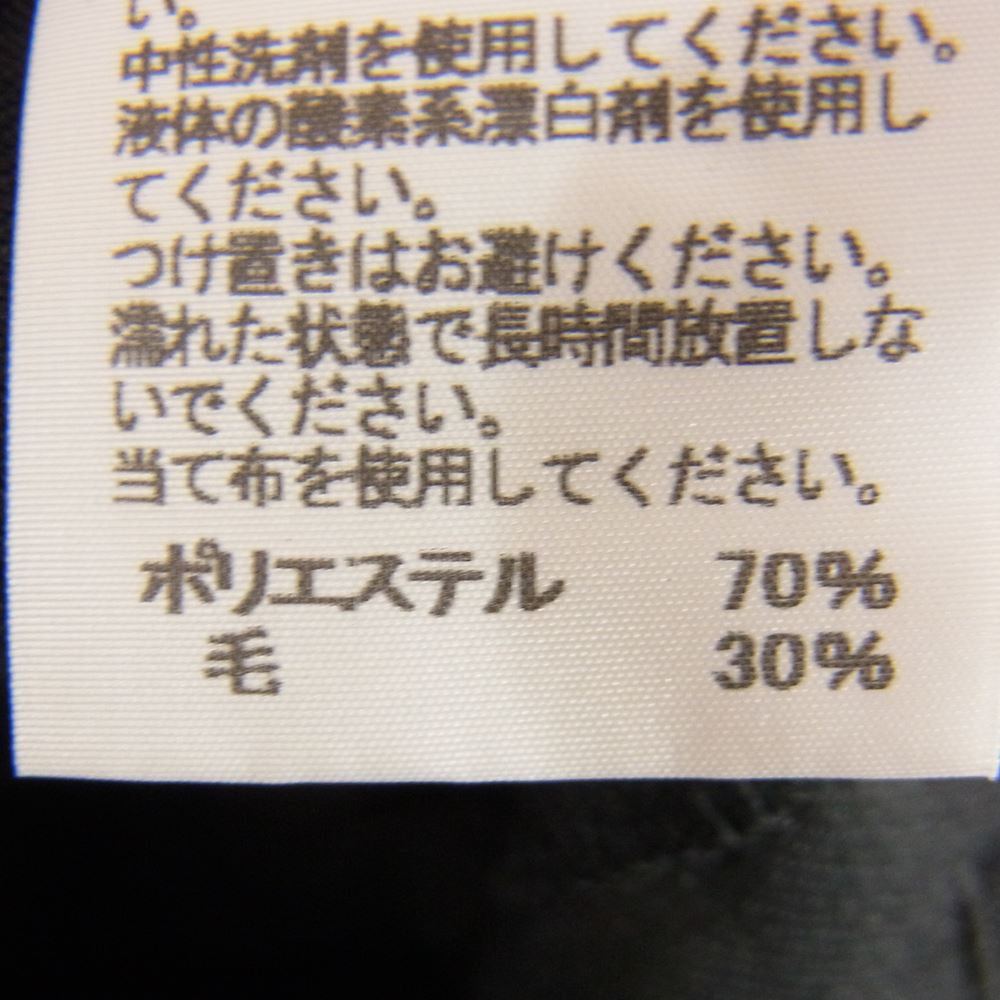 い。
中性洗剤を使用してください。
液体の酸素系漂白剤を使用し
てください。
つけ置きはお避けください。
濡れた状態で長時間放置しな
いでください。
当て布を使用してください。
ポリエステル 70%
毛 30%